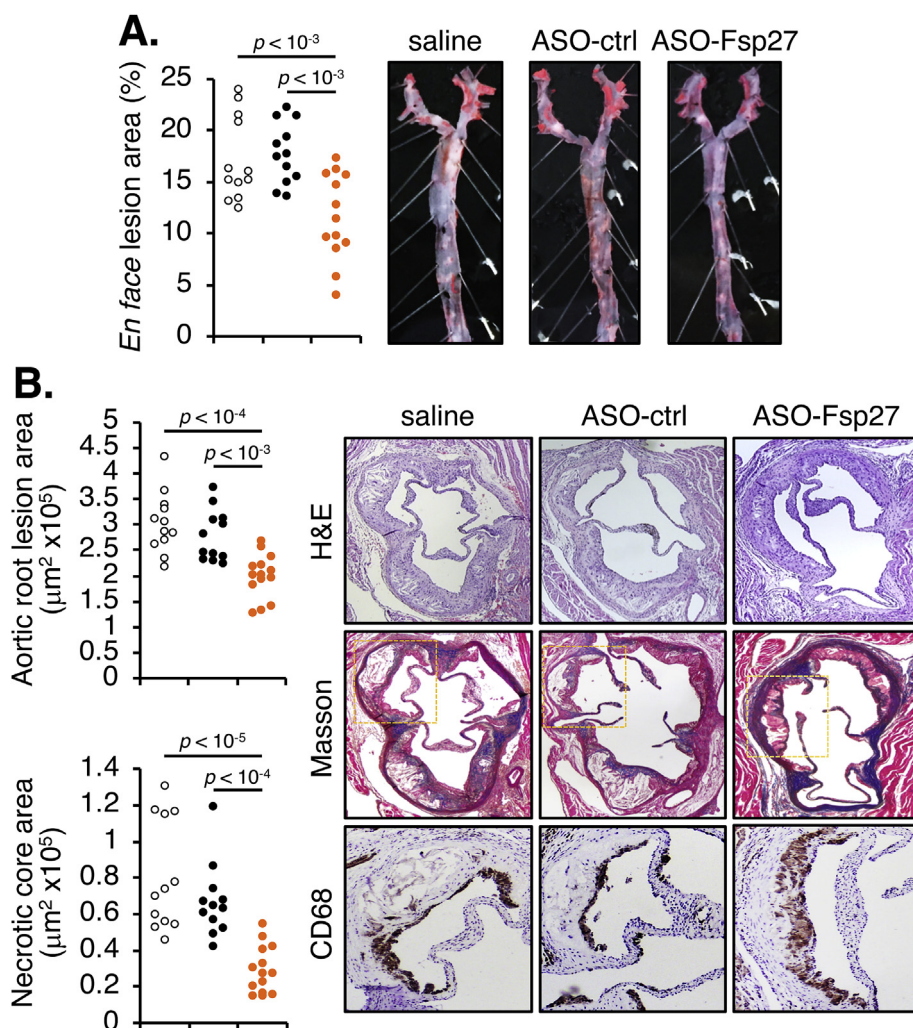 A.
p < 10-3
p < 10-3
En face lesion area (%)
25
20
15
10
5
0
saline
ASO-ctrl
ASO-Fsp27
B.
p < 10-4
p < 10-3
Aortic root lesion area
(μm² x10⁵)
5
4.5
4
3.5
3
2.5
2
1.5
1
0.5
0
saline
ASO-ctrl
ASO-Fsp27
H&E
Masson
CD68
p < 10-5
p < 10-4
Necrotic core area
(μm² x10⁵)
1.4
1.2
1
0.8
0.6
0.4
0.2
0